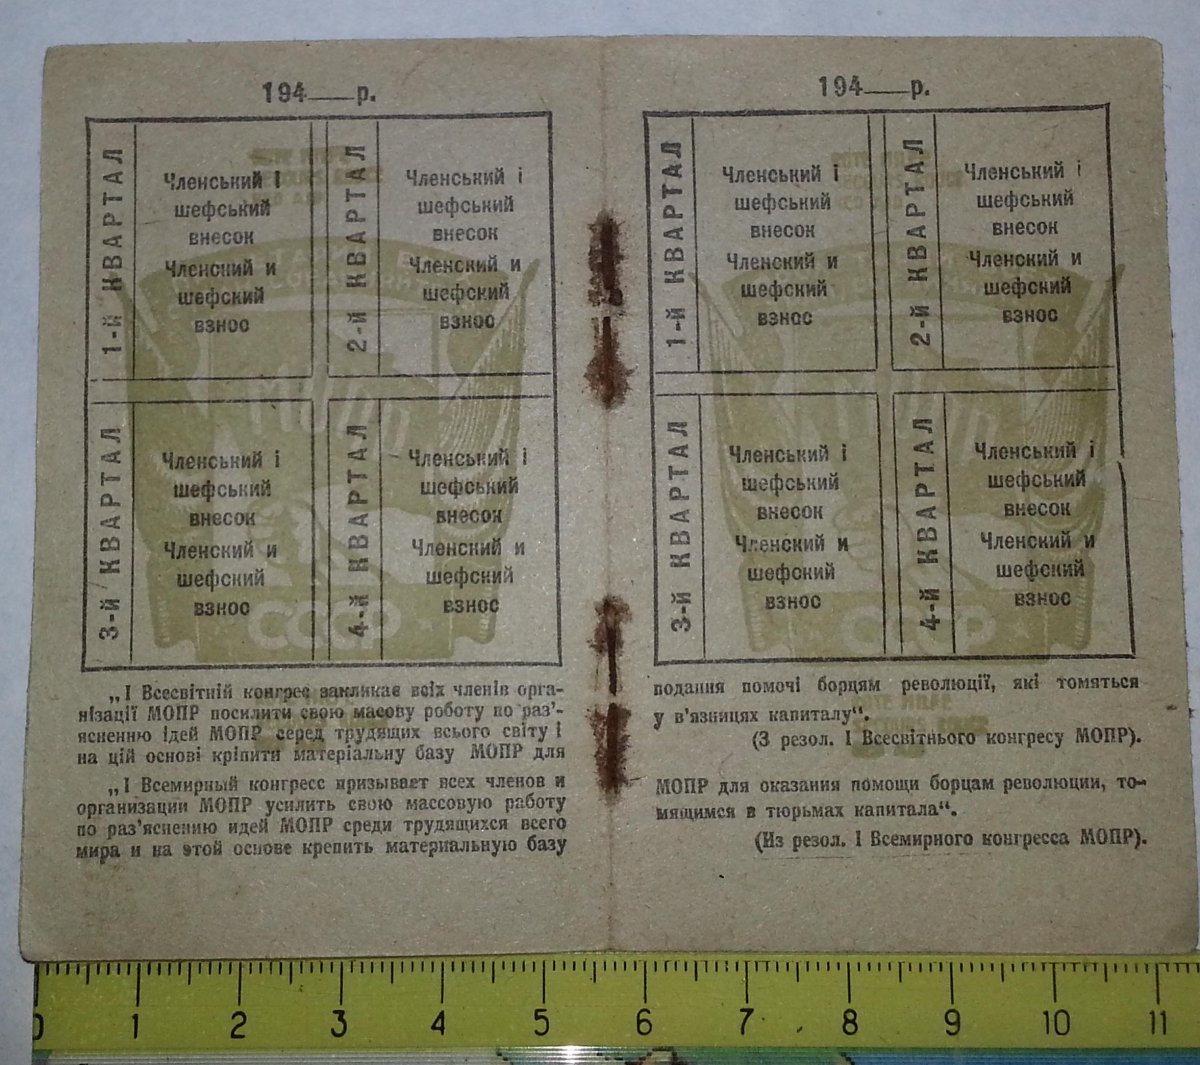 194 р.
1-й КВАРТАЛ
Членський і
шефський
внесок
Членский и
шефский
взнос
2-й КВАРТАЛ
Членський і
шефський
внесок
Членский и
шефский
взнос
3-й КВАРТАЛ
Членський і
шефський
внесок
Членский и
шефский
взнос
4-й КВАРТАЛ
Членський і
шефський
внесок
Членский и
шефский
взнос
МОПР
СССР
„І Всесвітній конгрес закликає всіх членів орга-
нізації МОПР посилити свою масову роботу по раз'-
ясненню ідей МОПР серед трудящих всього світу і
на цій основі кріпити матеріальну базу МОПР для
„І Всемирный конгресс призывает всех членов и
организации МОПР усилить свою массовую работу
по раз'яснению идей МОПР среди трудящихся всего
мира и на этой основе крепить материальную базу
194 р.
1-й КВАРТАЛ
Членський і
шефський
внесок
Членский и
шефский
взнос
2-й КВАРТАЛ
Членський і
шефський
внесок
Членский и
шефский
взнос
3-й КВАРТАЛ
Членський і
шефський
внесок
Членский и
шефский
взнос
4-й КВАРТАЛ
Членський і
шефський
внесок
Членский и
шефский
взнос
МОПР
СССР
подання помочі борцям революції, які томяться
у в'язницях капиталу“.
(З резол. І Всесвітнього конгресу МОПР).
МОПР для оказания помощи борцам революции, то-
мящимся в тюрьмах капитала“.
(Из резол. І Всемирного конгресса МОПР).
0 1 2 3 4 5 6 7 8 9 10 11